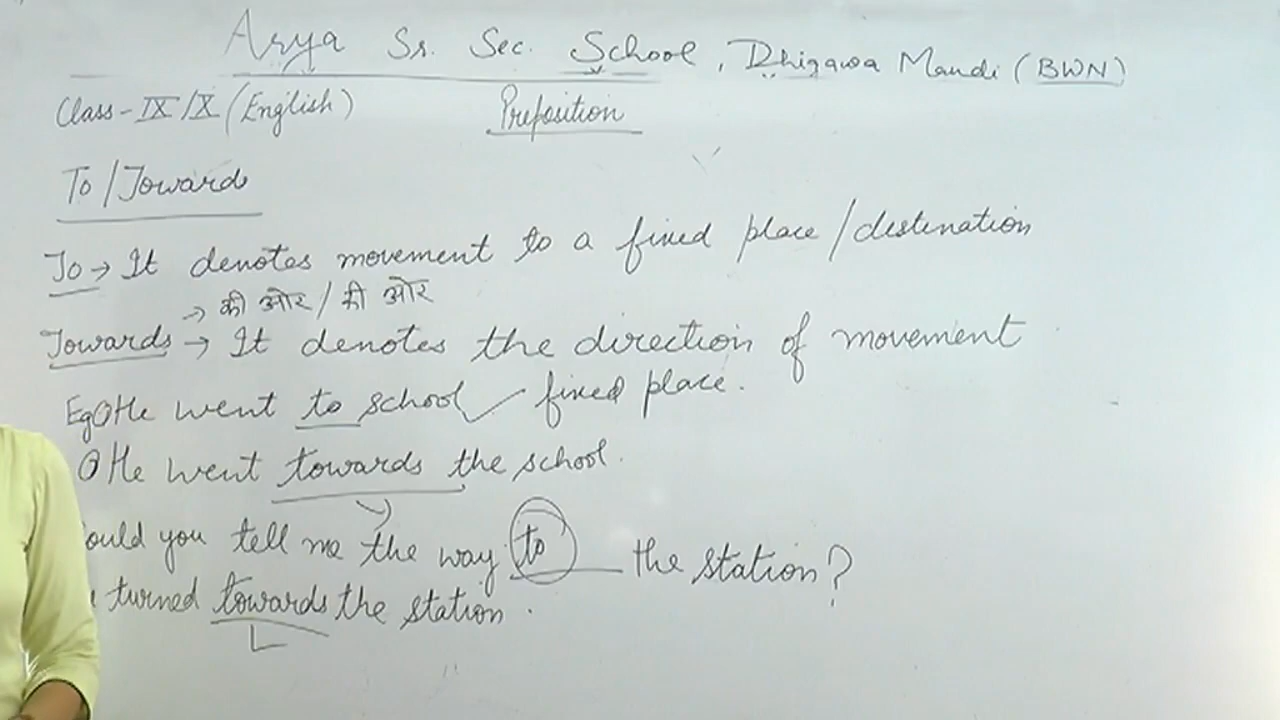 Arya Sr. Sec. School, Dhigawa Mandi (BWN)
Class - IX/X (English) Preposition
To/Toward
To → It denotes movement to a fixed place/destination
→ की ओर / की ओर
Towards → It denotes the direction of movement
Eg ① He went to school ✓ fixed place.
② He went towards the school.
ould you tell me the way to the station?
turned towards the station.